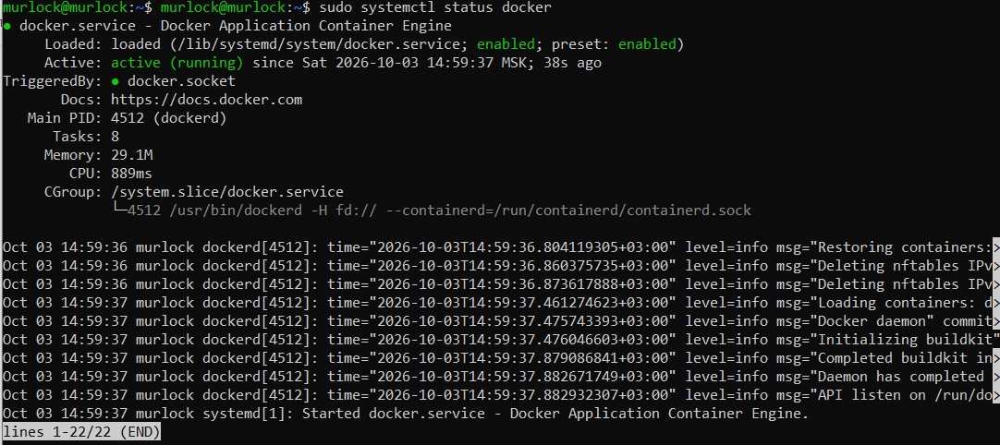 murlock@murlock:~$ murlock@murlock:~$ sudo systemctl status docker
● docker.service - Docker Application Container Engine
Loaded: loaded (/lib/systemd/system/docker.service; enabled; preset: enabled)
Active: active (running) since Sat 2026-10-03 14:59:37 MSK; 38s ago
TriggeredBy: ● docker.socket
Docs: https://docs.docker.com
Main PID: 4512 (dockerd)
Tasks: 8
Memory: 29.1M
CPU: 889ms
CGroup: /system.slice/docker.service
└─4512 /usr/bin/dockerd -H fd:// --containerd=/run/containerd/containerd.sock
Oct 03 14:59:36 murlock dockerd[4512]: time="2026-10-03T14:59:36.804119305+03:00" level=info msg="Restoring containers:>
Oct 03 14:59:36 murlock dockerd[4512]: time="2026-10-03T14:59:36.860375735+03:00" level=info msg="Deleting nftables IPv>
Oct 03 14:59:36 murlock dockerd[4512]: time="2026-10-03T14:59:36.873617888+03:00" level=info msg="Deleting nftables IPv>
Oct 03 14:59:37 murlock dockerd[4512]: time="2026-10-03T14:59:37.461274623+03:00" level=info msg="Loading containers: d>
Oct 03 14:59:37 murlock dockerd[4512]: time="2026-10-03T14:59:37.475743393+03:00" level=info msg="Docker daemon" commit>
Oct 03 14:59:37 murlock dockerd[4512]: time="2026-10-03T14:59:37.476046603+03:00" level=info msg="Initializing buildkit"
Oct 03 14:59:37 murlock dockerd[4512]: time="2026-10-03T14:59:37.879086841+03:00" level=info msg="Completed buildkit in>
Oct 03 14:59:37 murlock dockerd[4512]: time="2026-10-03T14:59:37.882671749+03:00" level=info msg="Daemon has completed >
Oct 03 14:59:37 murlock dockerd[4512]: time="2026-10-03T14:59:37.882932307+03:00" level=info msg="API listen on /run/do>
Oct 03 14:59:37 murlock systemd[1]: Started docker.service - Docker Application Container Engine.
lines 1-22/22 (END)